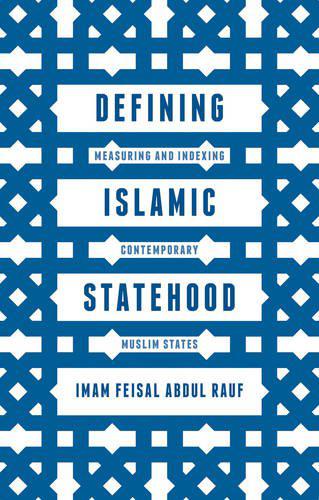 DEFINING
MEASURING AND INDEXING
ISLAMIC
CONTEMPORARY
STATEHOOD
MUSLIM STATES
IMAM FEISAL ABDUL RAUF